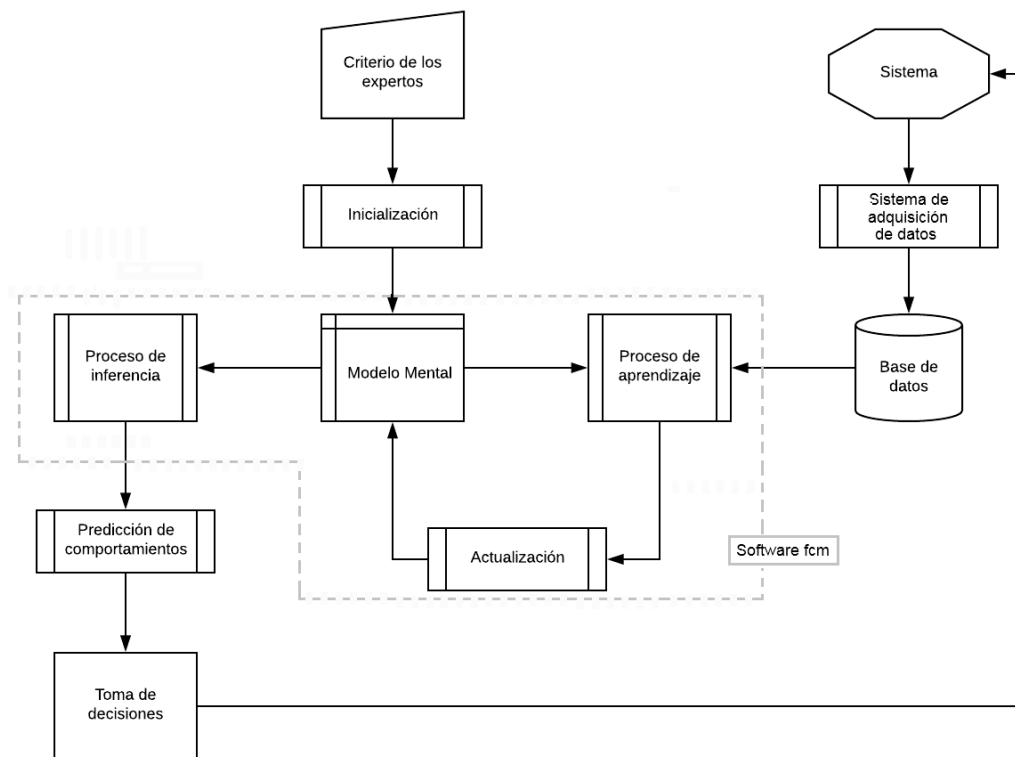 Criterio de los
expertos
Sistema
Inicialización
Sistema de
adquisición
de datos
Proceso de
inferencia
Modelo Mental
Proceso de
aprendizaje
Base de
datos
Predicción de
comportamientos
Actualización
Software fcm
Toma de
decisiones